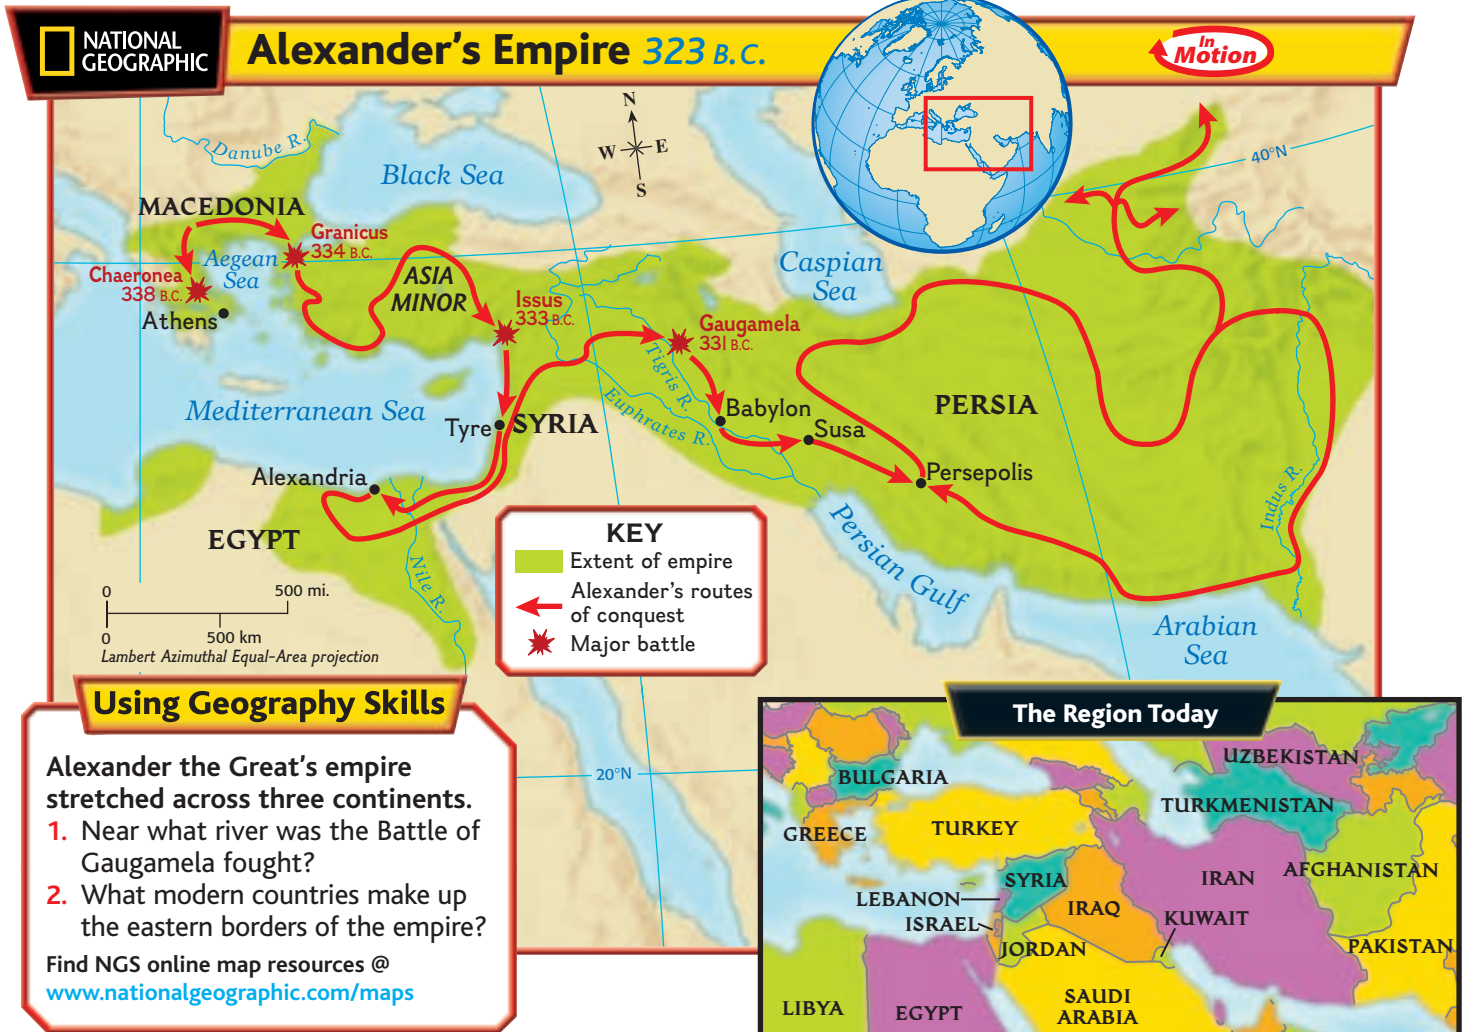 NATIONAL
GEOGRAPHIC
Alexander's Empire 323 B.C.
In
Motion
N
W E
S
40°N
Danube R.
Black Sea
MACEDONIA
Granicus
334 B.C.
Aegean
Sea
Chaeronea
338 B.C.
Athens
ASIA
MINOR
Issus
333 B.C.
Caspian
Sea
Gaugamela
331 B.C.
Tigris R.
Euphrates R.
Mediterranean Sea
Tyre
SYRIA
Babylon
Susa
PERSIA
Persepolis
Alexandria
EGYPT
Nile R.
Indus R.
Persian Gulf
Arabian
Sea
KEY
Extent of empire
Alexander's routes
of conquest
Major battle
0 500 mi.
0 500 km
Lambert Azimuthal Equal-Area projection
20°N
Using Geography Skills
Alexander the Great's empire
stretched across three continents.
1. Near what river was the Battle of
Gaugamela fought?
2. What modern countries make up
the eastern borders of the empire?
Find NGS online map resources @
www.nationalgeographic.com/maps
The Region Today
UZBEKISTAN
BULGARIA
TURKMENISTAN
GREECE
TURKEY
AFGHANISTAN
SYRIA
IRAN
LEBANON
IRAQ
ISRAEL
KUWAIT
JORDAN
PAKISTAN
LIBYA
EGYPT
SAUDI
ARABIA